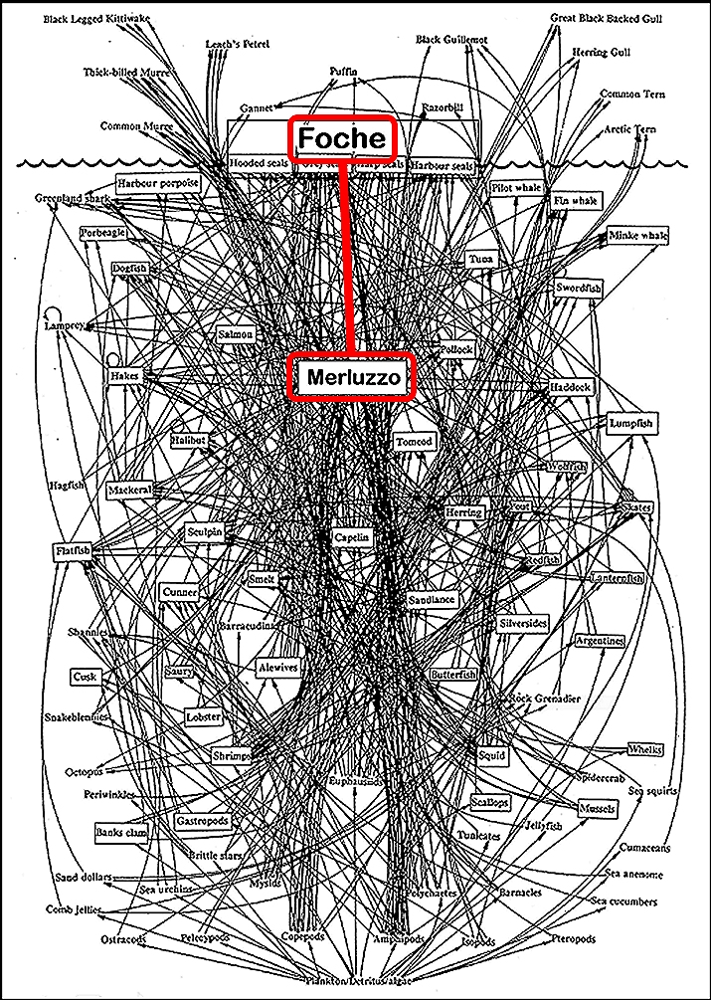 Black Legged Kittiwake
Great Black Backed Gull
Leach's Petrel
Black Guillemot
Herring Gull
Thick-billed Murre
Puffin
Common Tern
Gannet
Razorbill
Common Murre
Arctic Tern
Foche
Hooded seals
Harbour seals
Harbour porpoise
Pilot whale
Greenland shark
Fin whale
Porbeagle
Minke whale
Dogfish
Tuna
Swordfish
Lamprey
Salmon
Pollock
Hakes
Merluzzo
Haddock
Lumpfish
Halibut
Tomcod
Wolfish
Hagfish
Mackeral
Herring
Pout
Skates
Sculpin
Capelin
Flatfish
Redfish
Smelt
Lanternfish
Cunner
Sandlance
Barracudina
Silversides
Shannies
Argentines
Alewives
Cusk
Saury
Butterfish
Rock Grenadier
Snakeblennies
Lobster
Shrimps
Squid
Whelks
Octopus
Euphausiids
Spidercrab
Periwinkles
Sea squirts
Scallops
Mussels
Gastropods
Banks clam
Jellyfish
Tunicates
Brittle stars
Cumaceans
Sand dollars
Sea urchins
Mysids
Polychaetes
Barnacles
Sea anenome
Comb jellies
Sea cucumbers
Ostracods
Pelecypods
Copepods
Amphipods
Isopods
Pteropods
Plankton/Detritus/algae